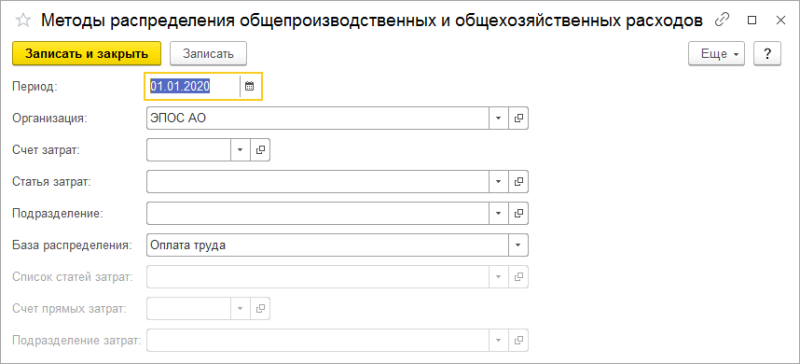 Методы распределения общепроизводственных и общехозяйственных расходов
Записать и закрыть Записать Еще ?
Период: 01.01.2020
Организация: ЭПОС АО
Счет затрат:
Статья затрат:
Подразделение:
База распределения: Оплата труда
Список статей затрат:
Счет прямых затрат:
Подразделение затрат: